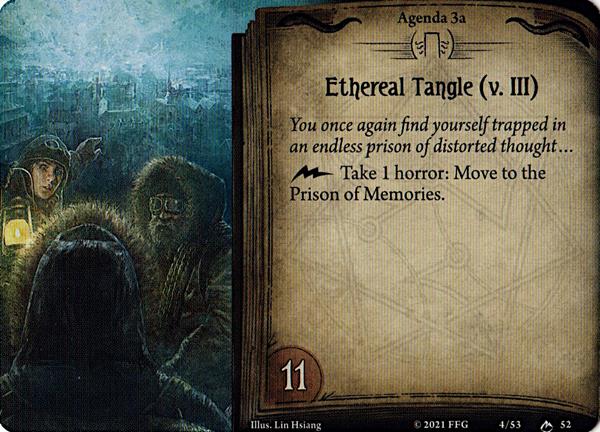 Agenda 3a
Ethereal Tangle (v. III)
You once again find yourself trapped in
an endless prison of distorted thought…
Take 1 horror: Move to the
Prison of Memories.
11
Illus. Lin Hsiang © 2021 FFG 4/53 52